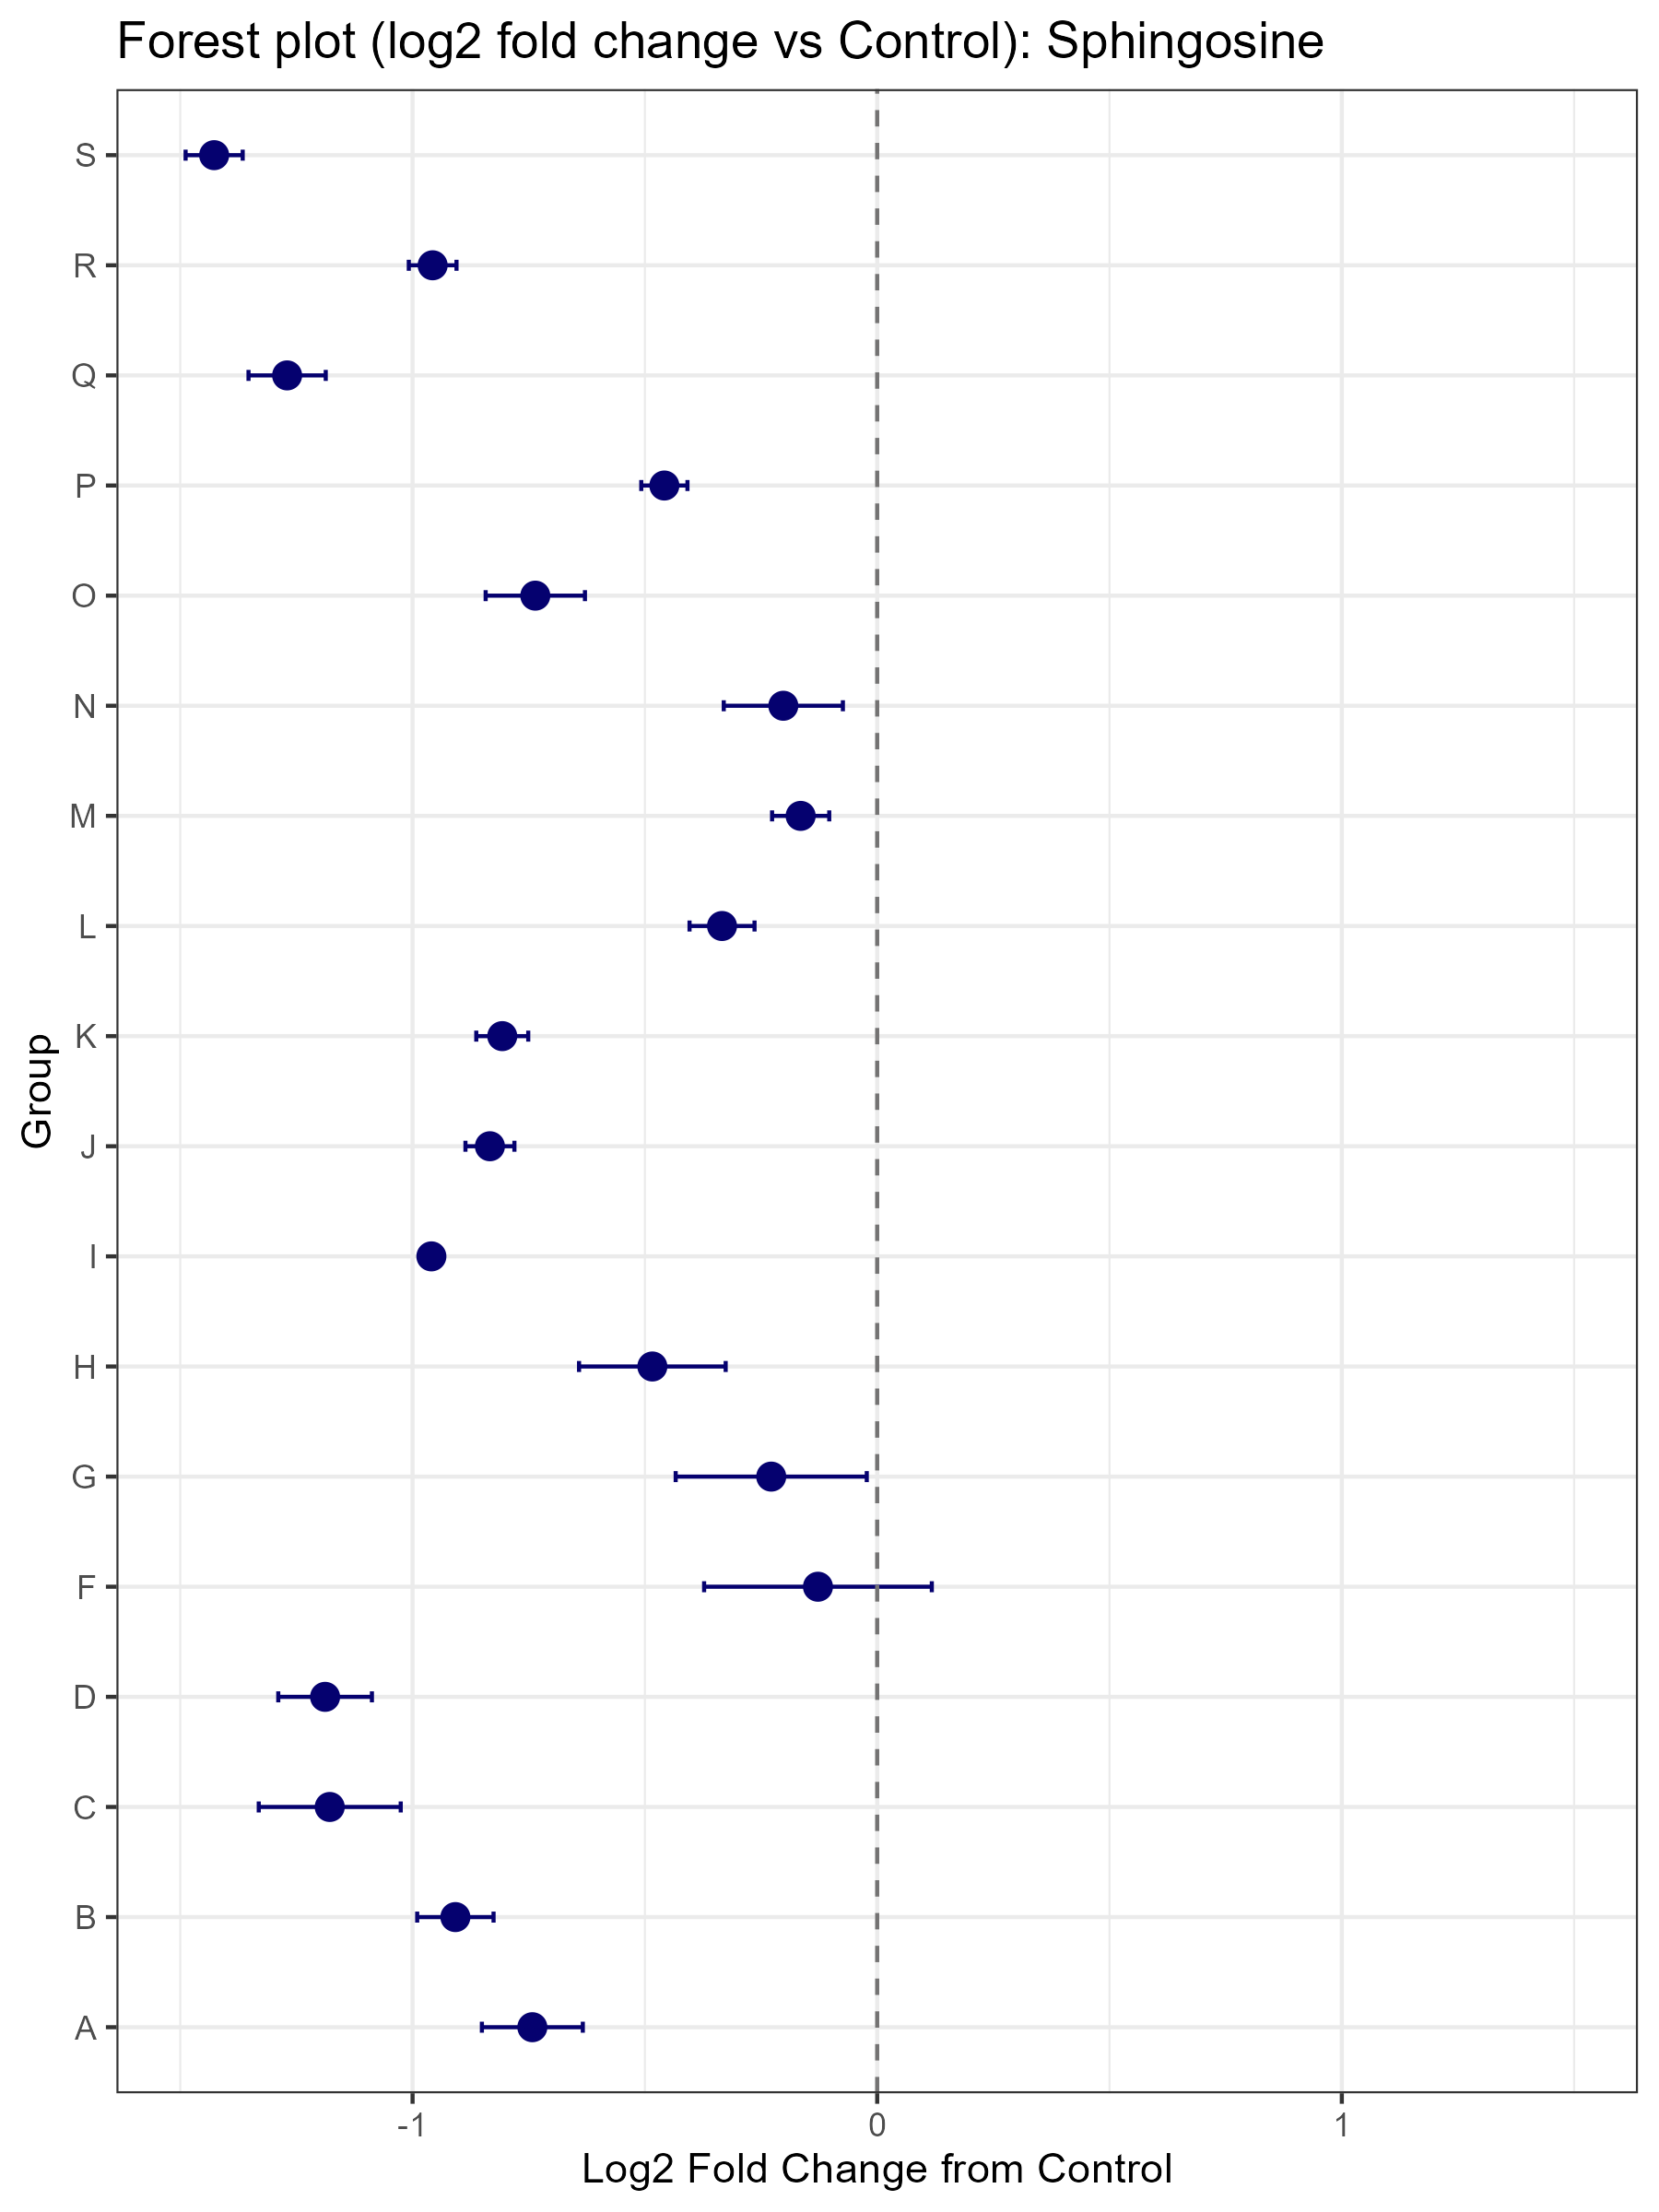 Forest plot (log2 fold change vs Control): Sphingosine
Group
S
R
Q
P
O
N
M
L
K
J
I
H
G
F
D
C
B
A
-1 0 1
Log2 Fold Change from Control